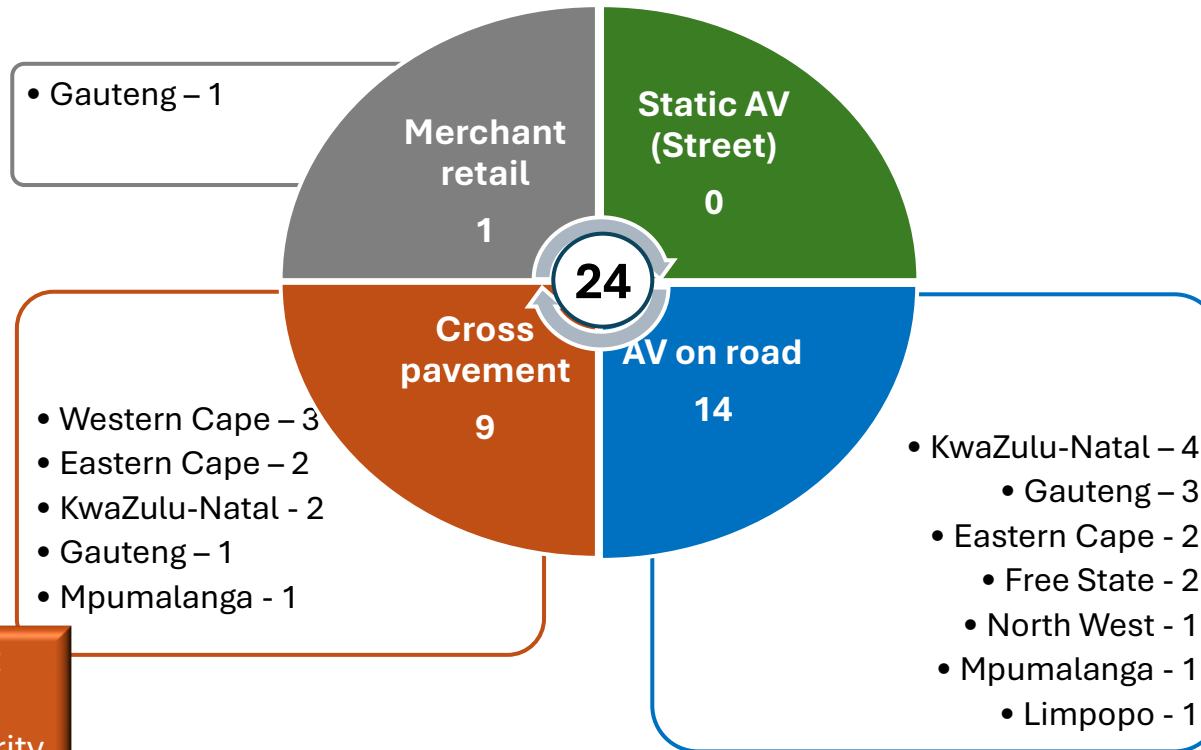 • Gauteng – 1
Merchant
retail
1
Static AV
(Street)
0
24
Cross
pavement
9
AV on road
14
• Western Cape – 3
• Eastern Cape – 2
• KwaZulu-Natal - 2
• Gauteng – 1
• Mpumalanga - 1
• KwaZulu-Natal – 4
• Gauteng – 3
• Eastern Cape - 2
• Free State - 2
• North West - 1
• Mpumalanga - 1
• Limpopo - 1